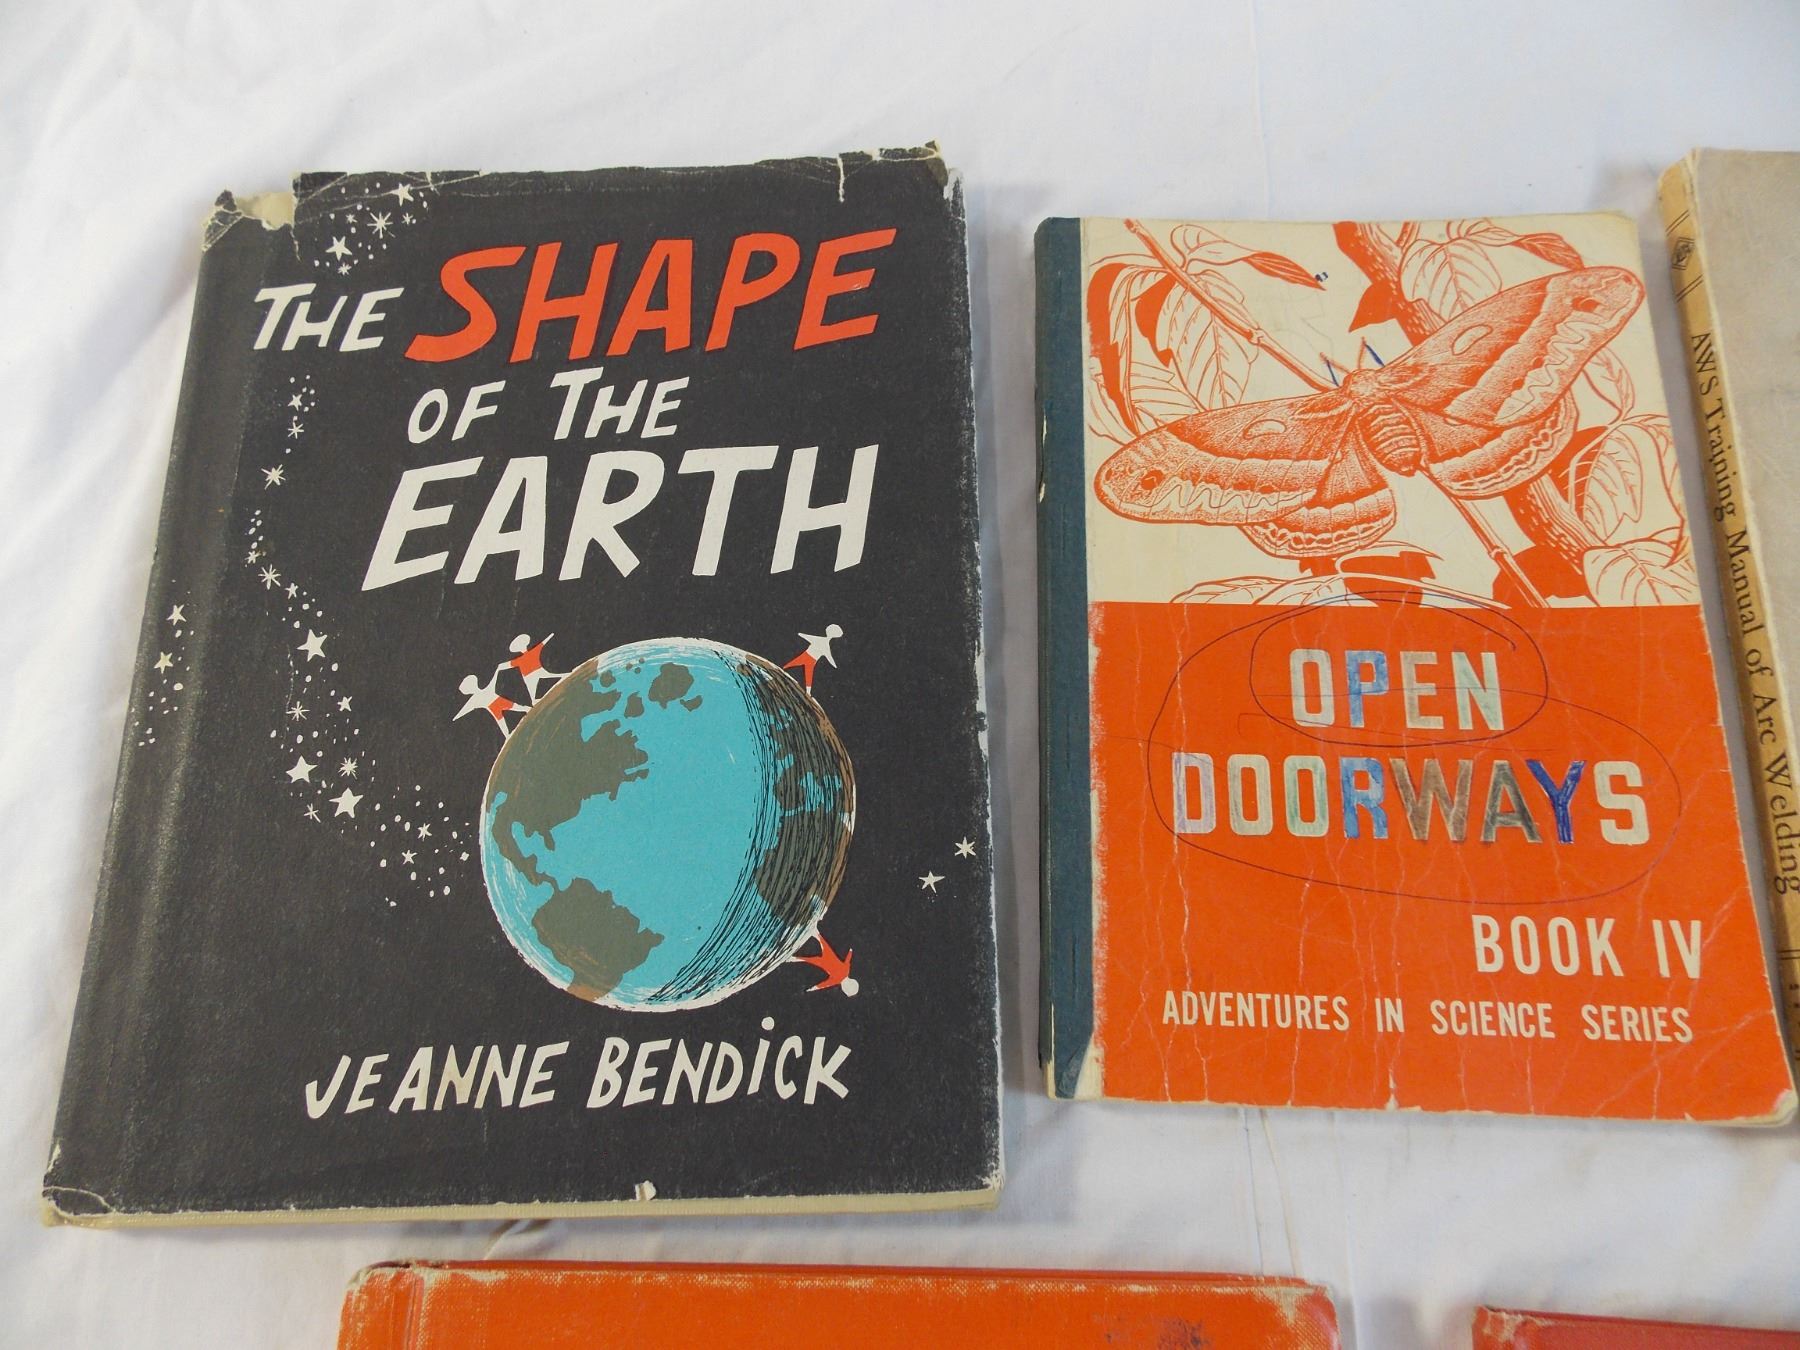 THE SHAPE
OF THE
EARTH
JEANNE BENDICK
OPEN
DOORWAYS
BOOK IV
ADVENTURES IN SCIENCE SERIES
AWS Training Manual of Arc Welding